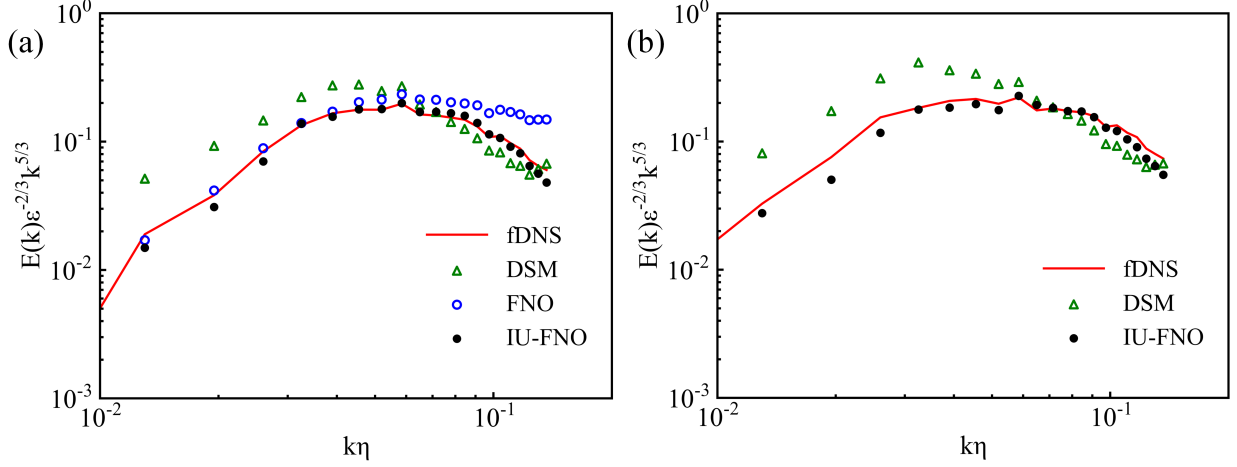 (a)
10^0
10^-1
10^-2
10^-3
E(k)ε^-2/3k^5/3
fDNS
DSM
FNO
IU-FNO
10^-2
10^-1
kη
(b)
10^0
10^-1
10^-2
10^-3
E(k)ε^-2/3k^5/3
fDNS
DSM
IU-FNO
10^-2
10^-1
kη